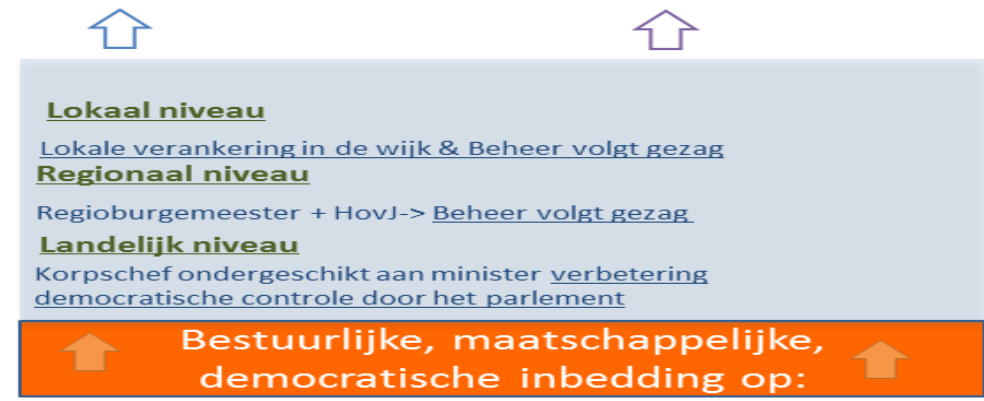 Lokaal niveau
Lokale verankering in de wijk & Beheer volgt gezag
Regionaal niveau
Regioburgemeester + HovJ-> Beheer volgt gezag
Landelijk niveau
Korpschef ondergeschikt aan minister verbetering
democratische controle door het parlement
Bestuurlijke, maatschappelijke,
democratische inbedding op: